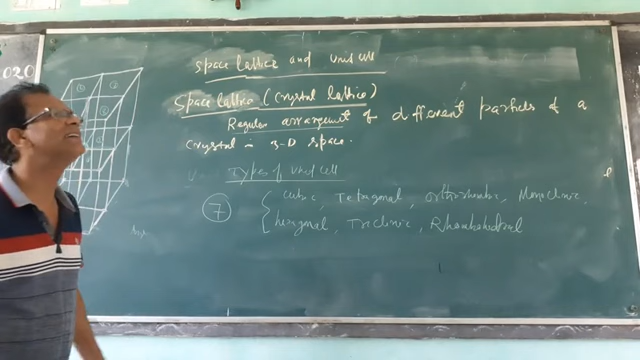 2020
Space lattice and unit cell
Space lattice (Crystal lattice)
Regular arrangement of different particles of a
crystal in 3-D space.
Types of unit cell
7 { cubic, Tetragonal, orthorhombic, Monoclinic,
hexagonal, Triclinic, Rhombohedral